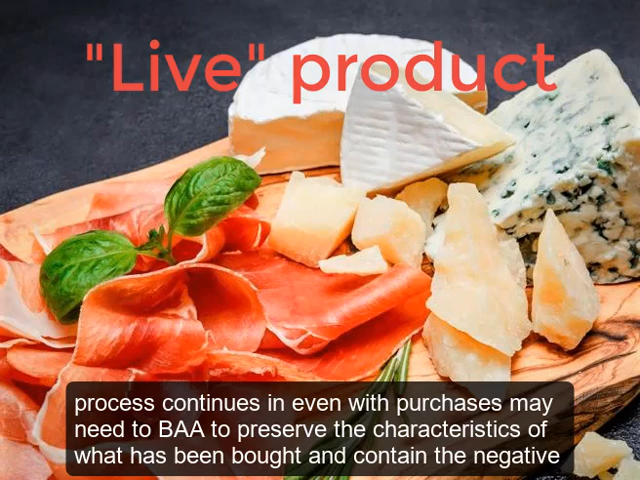 "Live" product
process continues in even with purchases may
need to BAA to preserve the characteristics of
what has been bought and contain the negative